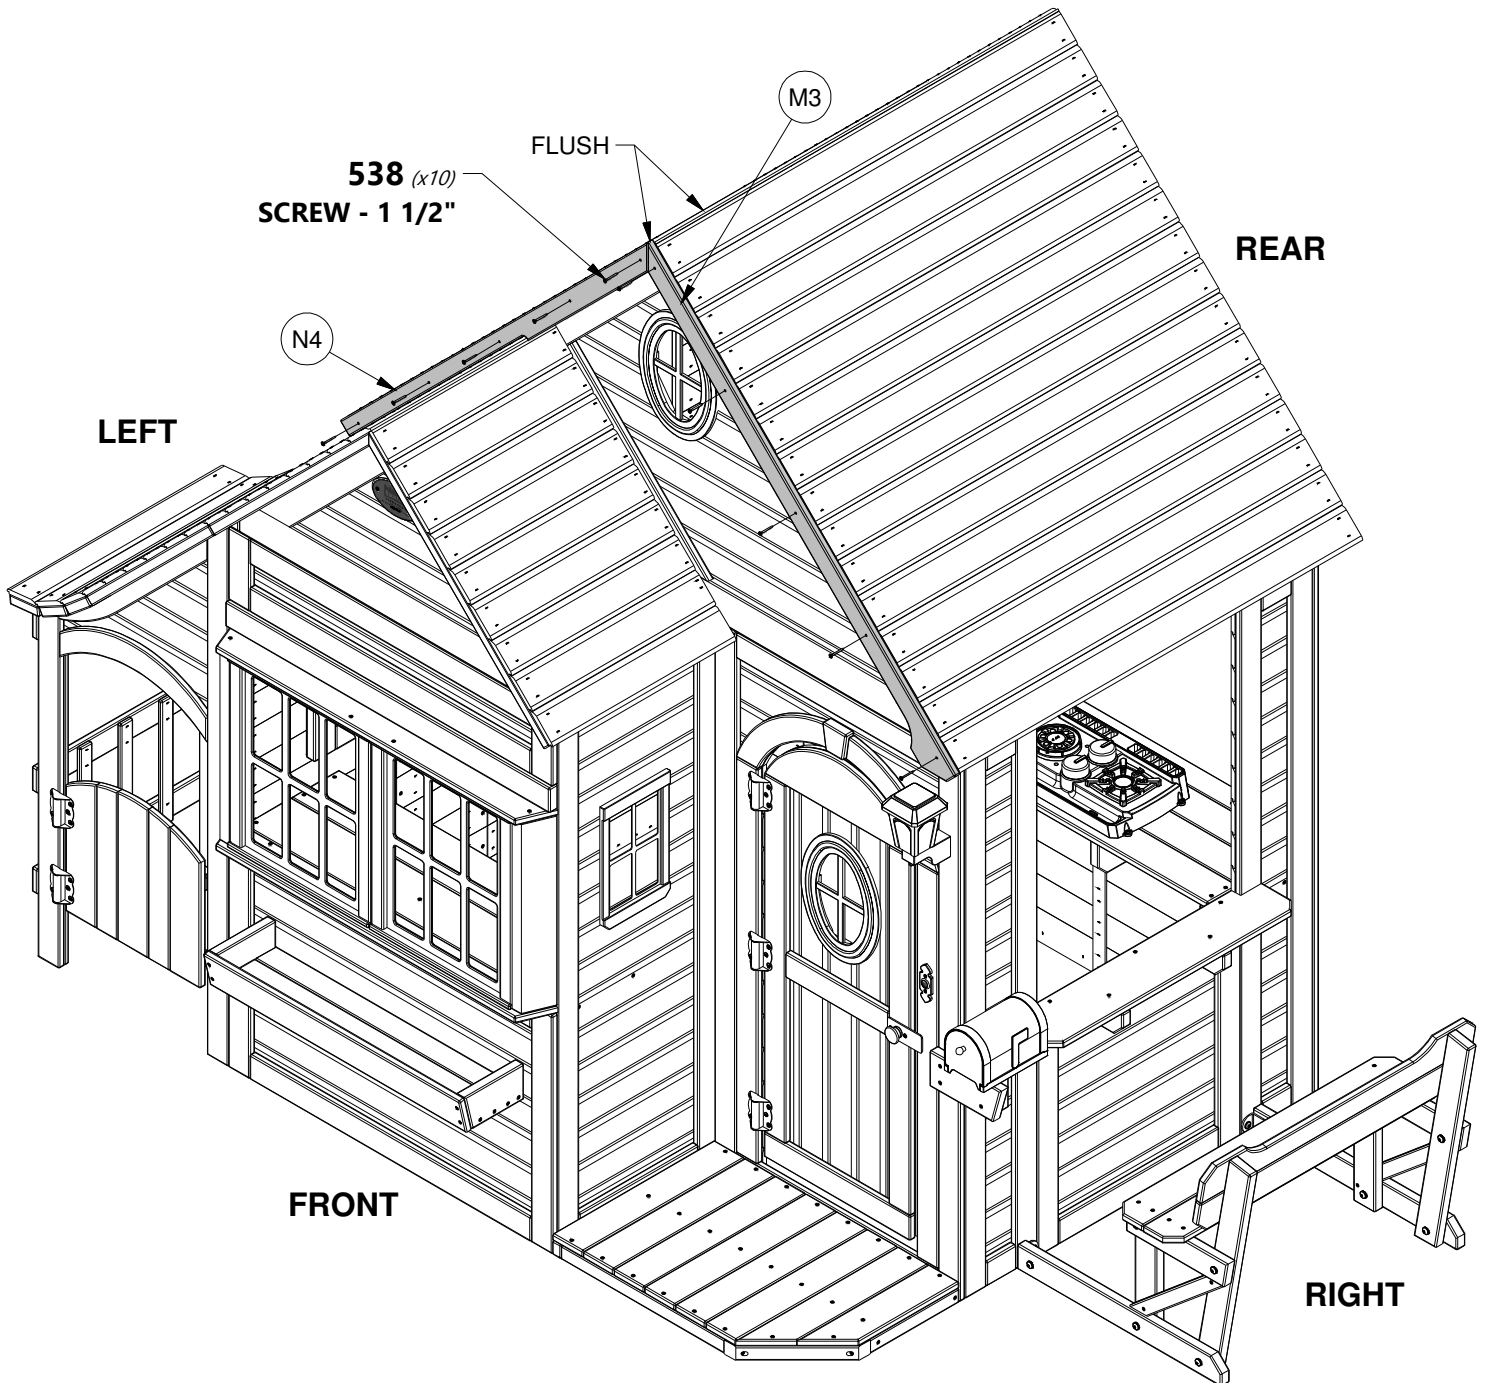 M3
FLUSH
538 (x10)
SCREW - 1 1/2"
REAR
N4
LEFT
FRONT
RIGHT